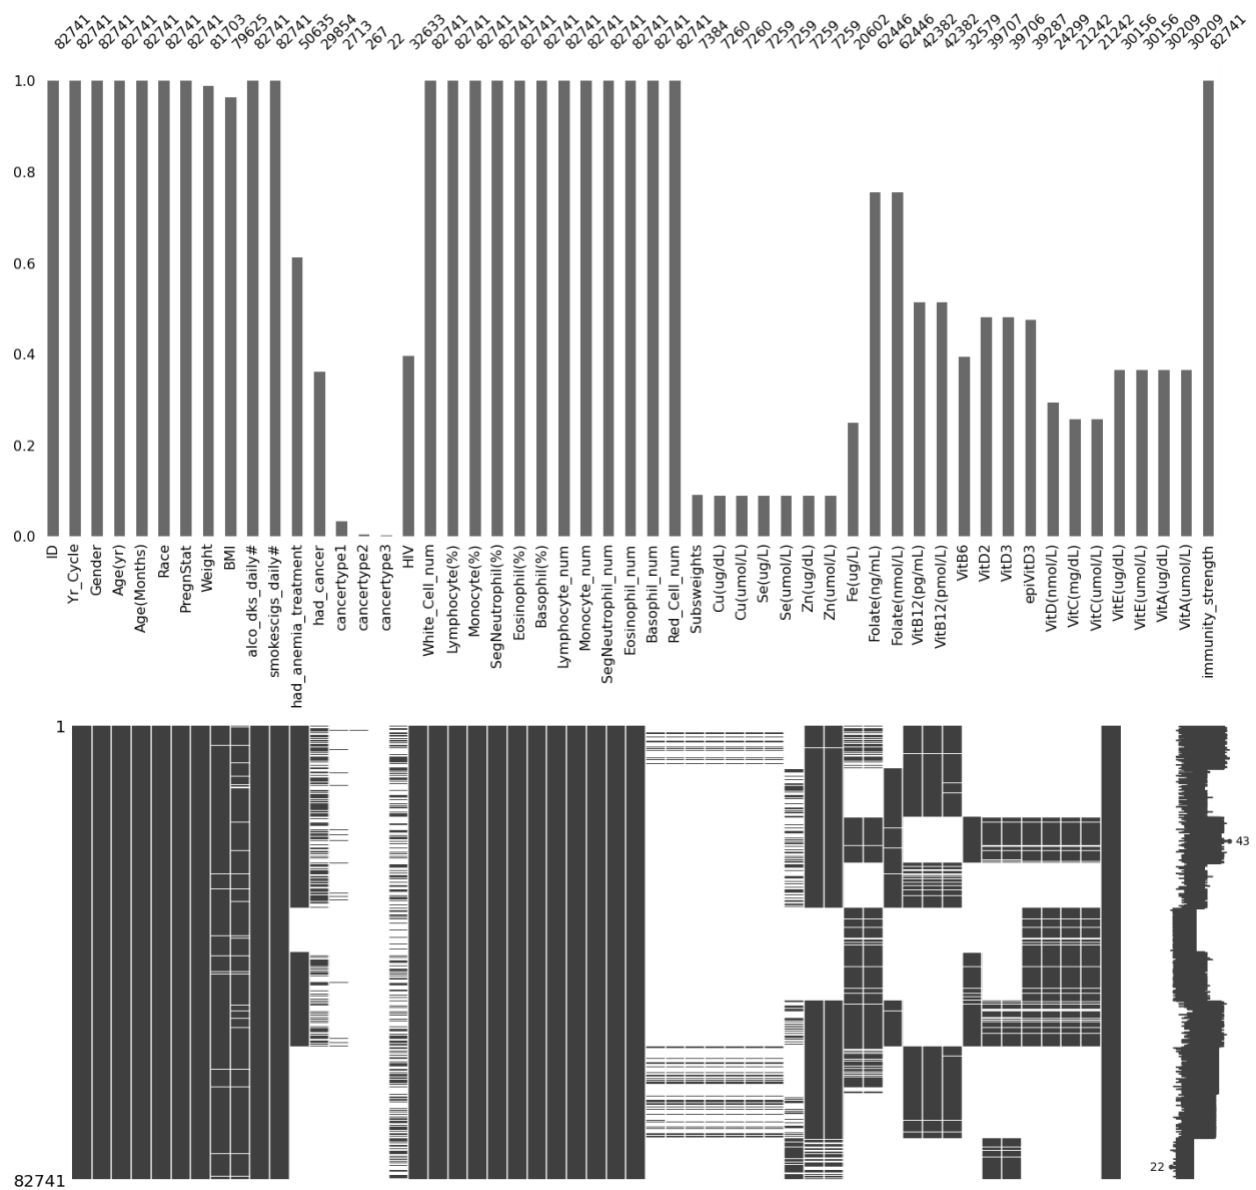 82741 82741 82741 82741 82741 82741 82741 81703 79625 82741 82741 50635 29854 2713 267 22 32633 82741 82741 82741 82741 82741 82741 82741 82741 82741 82741 82741 82741 7384 7260 7260 7259 7259 7259 7259 20602 62446 62446 42382 42382 32579 39707 39706 39287 24299 21242 21242 30156 30156 30209 30209 82741
1.0
0.8
0.6
0.4
0.2
0.0
ID
Yr_Cycle
Gender
Age(yr)
Age(Months)
Race
PregnStat
Weight
BMI
alco_dks_daily#
smokescigs_daily#
had_anemia_treatment
had_cancer
cancertype1
cancertype2
cancertype3
HIV
White_Cell_num
Lymphocyte(%)
Monocyte(%)
SegNeutrophil(%)
Eosinophil(%)
Basophil(%)
Lymphocyte_num
Monocyte_num
SegNeutrophil_num
Eosinophil_num
Basophil_num
Red_Cell_num
Subsweights
Cu(ug/dL)
Cu(umol/L)
Se(ug/L)
Se(umol/L)
Zn(ug/dL)
Zn(umol/L)
Fe(ug/L)
Folate(ng/mL)
Folate(nmol/L)
VitB12(pg/mL)
VitB12(pmol/L)
VitB6
VitD2
VitD3
epiVitD3
VitD(nmol/L)
VitC(mg/dL)
VitC(umol/L)
VitE(ug/dL)
VitE(umol/L)
VitA(ug/dL)
VitA(umol/L)
immunity_strength
1
43
22
82741